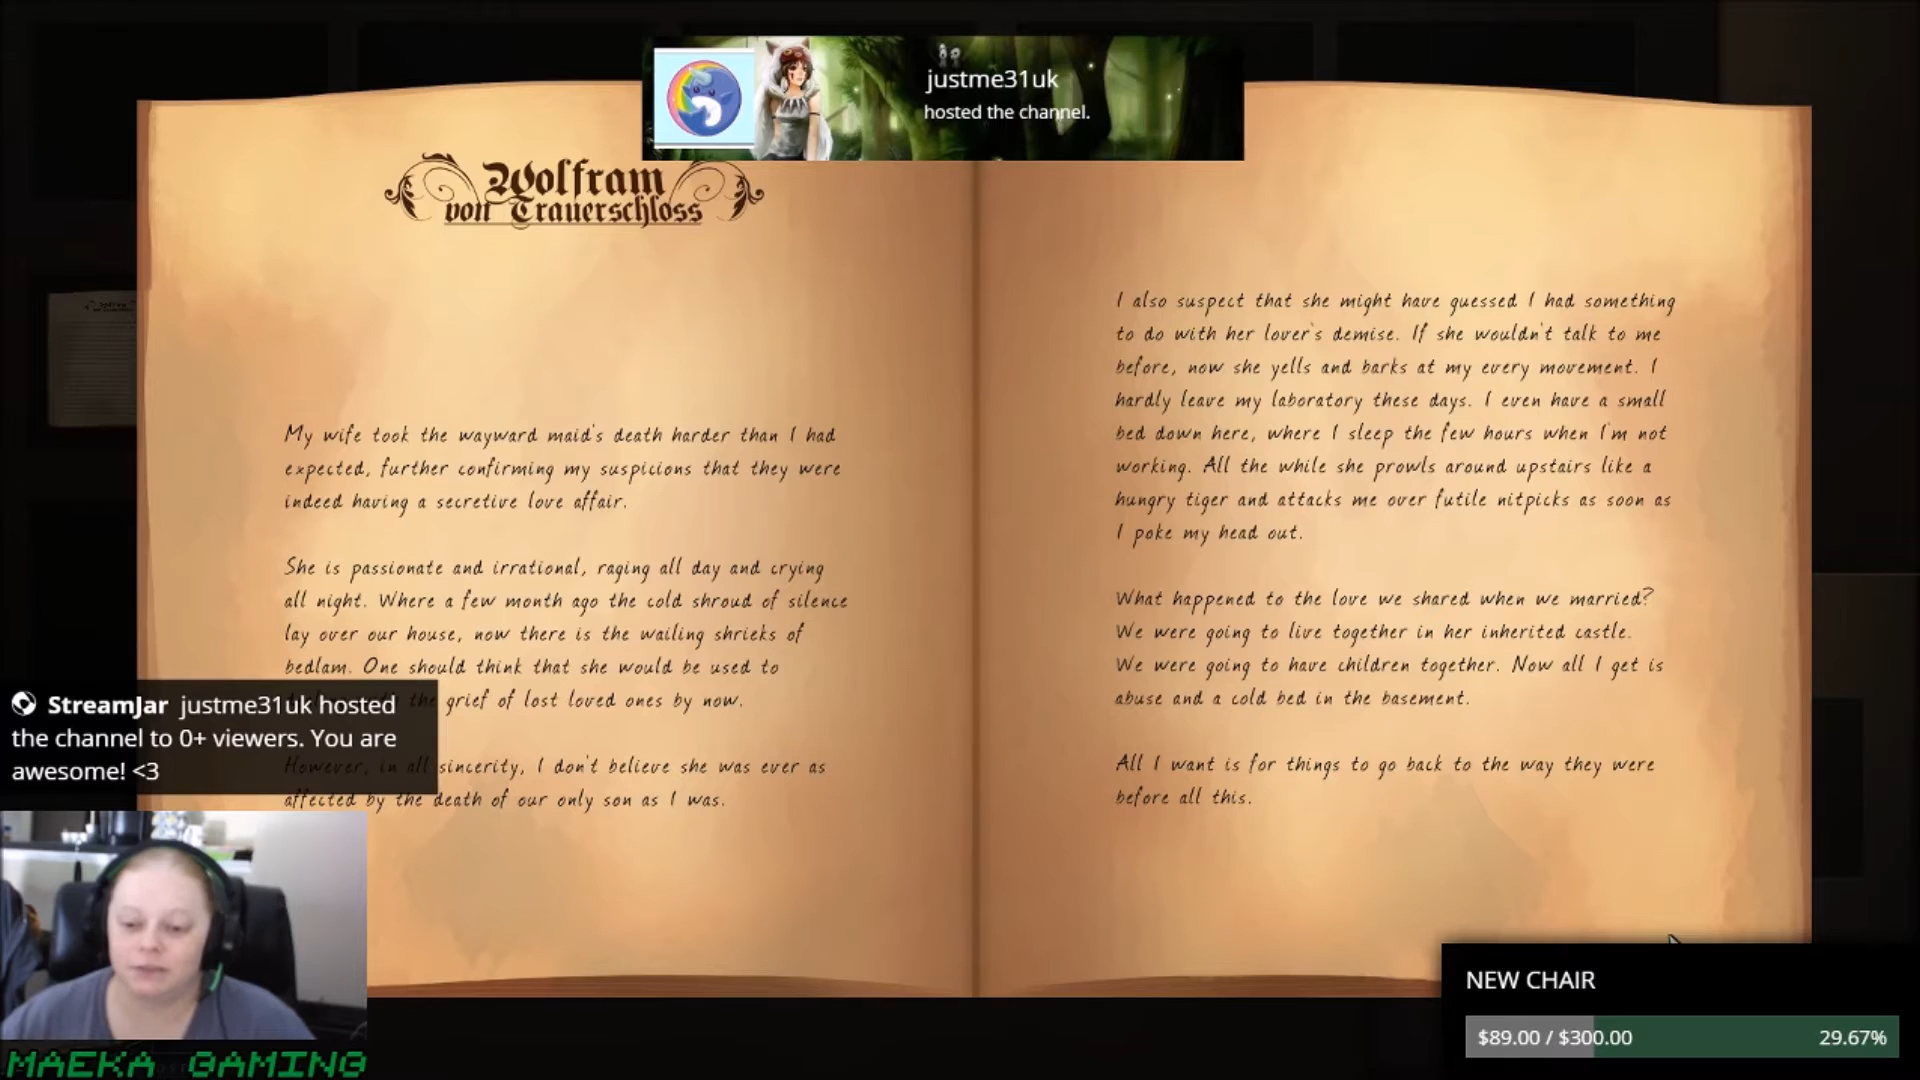 justme31uk
hosted the channel.
Wolfram
von Trauerschloss
My wife took the wayward maid's death harder than I had
expected, further confirming my suspicions that they were
indeed having a secretive love affair.
She is passionate and irrational, raging all day and crying
all night. Where a few month ago the cold shroud of silence
lay over our house, now there is the wailing shrieks of
bedlam. One should think that she would be used to
the grief of lost loved ones by now.
However, in all sincerity, I don't believe she was ever as
affected by the death of our only son as I was.
I also suspect that she might have guessed I had something
to do with her lover's demise. If she wouldn't talk to me
before, now she yells and barks at my every movement. I
hardly leave my laboratory these days. I even have a small
bed down here, where I sleep the few hours when I'm not
working. All the while she prowls around upstairs like a
hungry tiger and attacks me over futile nitpicks as soon as
I poke my head out.
What happened to the love we shared when we married?
We were going to live together in her inherited castle.
We were going to have children together. Now all I get is
abuse and a cold bed in the basement.
All I want is for things to go back to the way they were
before all this.
StreamJar justme31uk hosted
the channel to 0+ viewers. You are
awesome! <3
MAEKA GAMING
NEW CHAIR
$89.00 / $300.00 29.67%